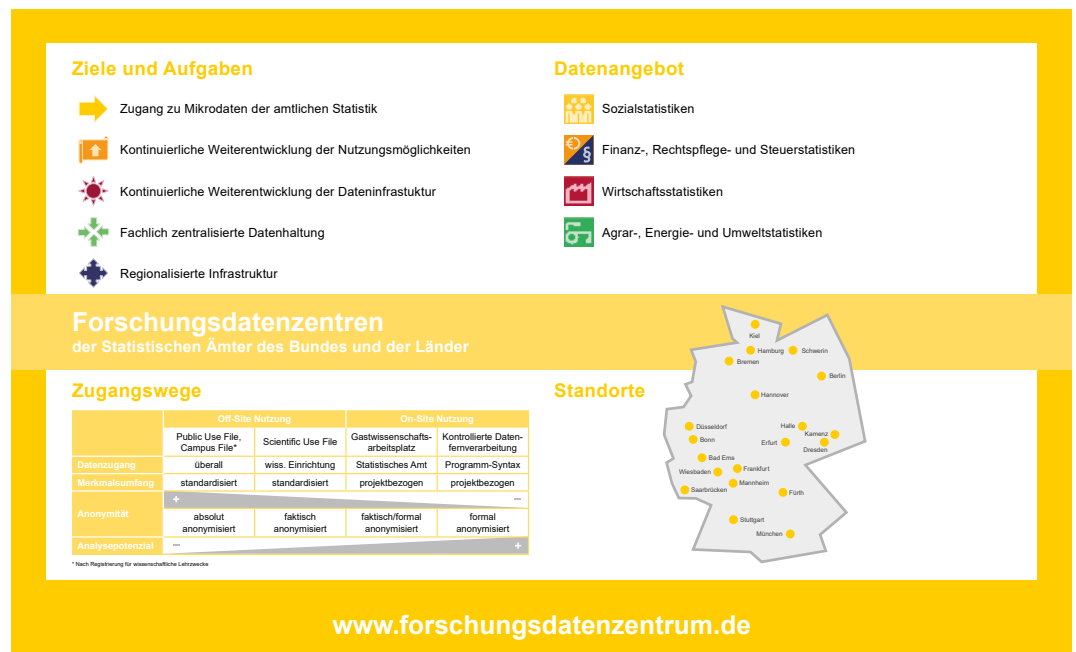 Ziele und Aufgaben
Zugang zu Mikrodaten der amtlichen Statistik
Kontinuierliche Weiterentwicklung der Nutzungsmöglichkeiten
Kontinuierliche Weiterentwicklung der Dateninfrastuktur
Fachlich zentralisierte Datenhaltung
Regionalisierte Infrastruktur
Datenangebot
Sozialstatistiken
€ §
Finanz-, Rechtspflege- und Steuerstatistiken
Wirtschaftsstatistiken
Agrar-, Energie- und Umweltstatistiken
Forschungsdatenzentren
der Statistischen Ämter des Bundes und der Länder
Zugangswege
Off-Site Nutzung On-Site Nutzung
Public Use File, Campus File* Scientific Use File Gastwissenschafts-arbeitsplatz Kontrollierte Daten-fernverarbeitung
Datenzugang überall wiss. Einrichtung Statistisches Amt Programm-Syntax
Merkmalsumfang standardisiert standardisiert projektbezogen projektbezogen
+ −
Anonymität
absolut anonymisiert faktisch anonymisiert faktisch/formal anonymisiert formal anonymisiert
Analysepotenzial − +
* Nach Registrierung für wissenschaftliche Lehrzwecke
Standorte
Kiel
Hamburg Schwerin
Bremen
Berlin
Hannover
Düsseldorf Halle
Kamenz
Bonn Erfurt Dresden
Bad Ems
Wiesbaden Frankfurt
Mannheim
Saarbrücken Fürth
Stuttgart
München
www.forschungsdatenzentrum.de